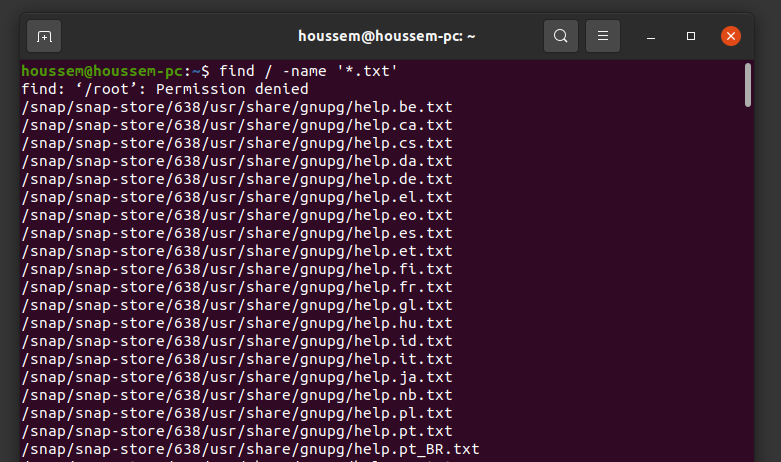 houssem@houssem-pc: ~
houssem@houssem-pc:~$ find / -name '*.txt'
find: ‘/root’: Permission denied
/snap/snap-store/638/usr/share/gnupg/help.be.txt
/snap/snap-store/638/usr/share/gnupg/help.ca.txt
/snap/snap-store/638/usr/share/gnupg/help.cs.txt
/snap/snap-store/638/usr/share/gnupg/help.da.txt
/snap/snap-store/638/usr/share/gnupg/help.de.txt
/snap/snap-store/638/usr/share/gnupg/help.el.txt
/snap/snap-store/638/usr/share/gnupg/help.eo.txt
/snap/snap-store/638/usr/share/gnupg/help.es.txt
/snap/snap-store/638/usr/share/gnupg/help.et.txt
/snap/snap-store/638/usr/share/gnupg/help.fi.txt
/snap/snap-store/638/usr/share/gnupg/help.fr.txt
/snap/snap-store/638/usr/share/gnupg/help.gl.txt
/snap/snap-store/638/usr/share/gnupg/help.hu.txt
/snap/snap-store/638/usr/share/gnupg/help.id.txt
/snap/snap-store/638/usr/share/gnupg/help.it.txt
/snap/snap-store/638/usr/share/gnupg/help.ja.txt
/snap/snap-store/638/usr/share/gnupg/help.nb.txt
/snap/snap-store/638/usr/share/gnupg/help.pl.txt
/snap/snap-store/638/usr/share/gnupg/help.pt.txt
/snap/snap-store/638/usr/share/gnupg/help.pt_BR.txt